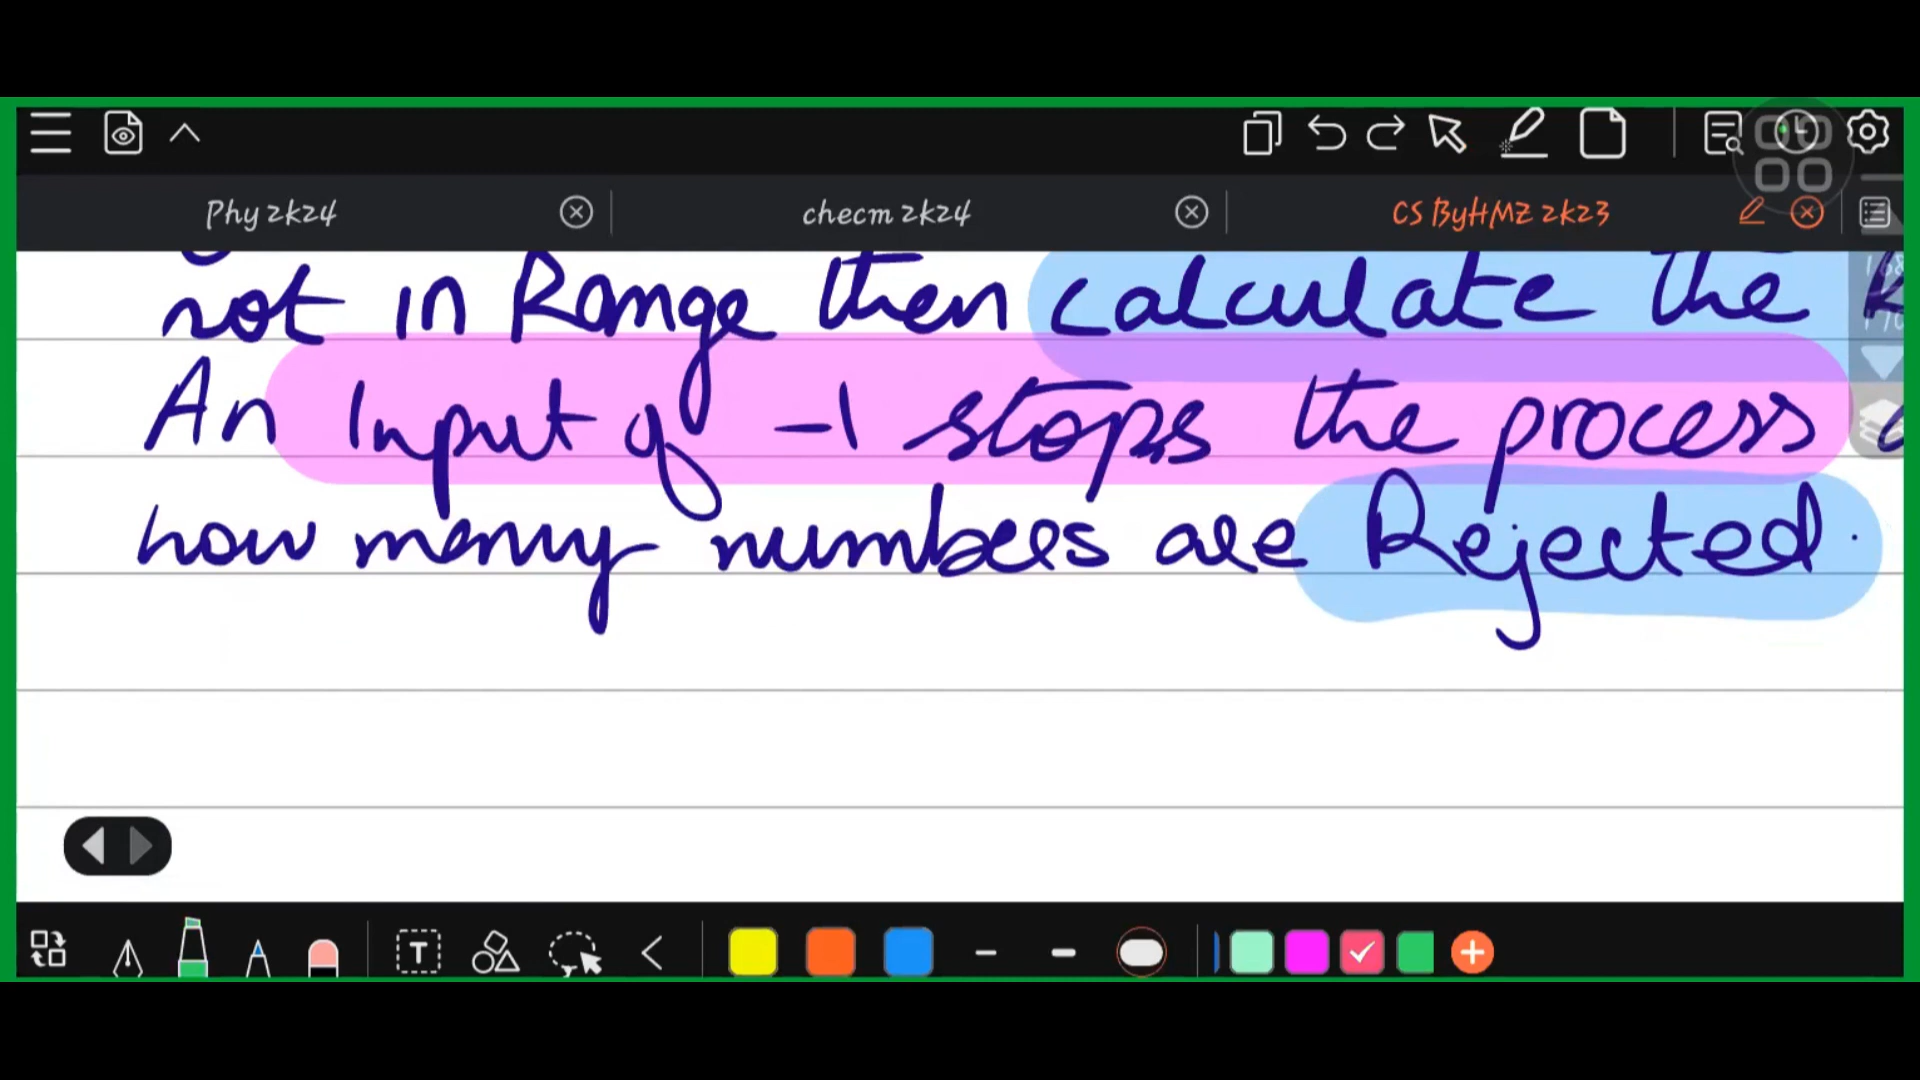 Phy 2k24
checm 2k24
CS ByHMZ 2k23
not in Range then calculate the
An Input of -1 stops the process
how many numbers are Rejected.
T